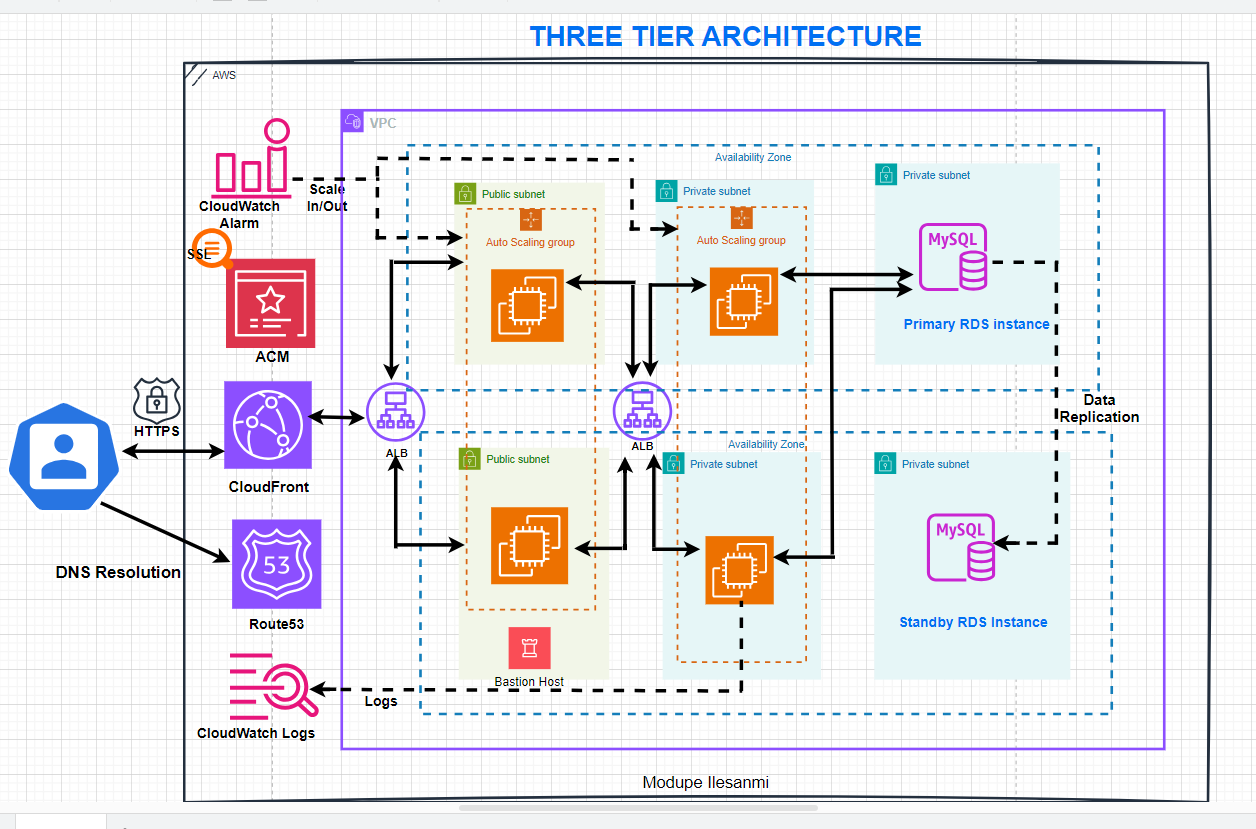 THREE TIER ARCHITECTURE
AWS
VPC
Availability Zone
Private subnet
Public subnet
Private subnet
Scale
In/Out
CloudWatch
Alarm
Auto Scaling group
Auto Scaling group
MySQL
SSL
Primary RDS instance
ACM
Data
Replication
HTTPS
ALB
ALB
Availability Zone
Public subnet
Private subnet
Private subnet
CloudFront
MySQL
53
DNS Resolution
Route53
Standby RDS Instance
Bastion Host
Logs
CloudWatch Logs
Modupe Ilesanmi